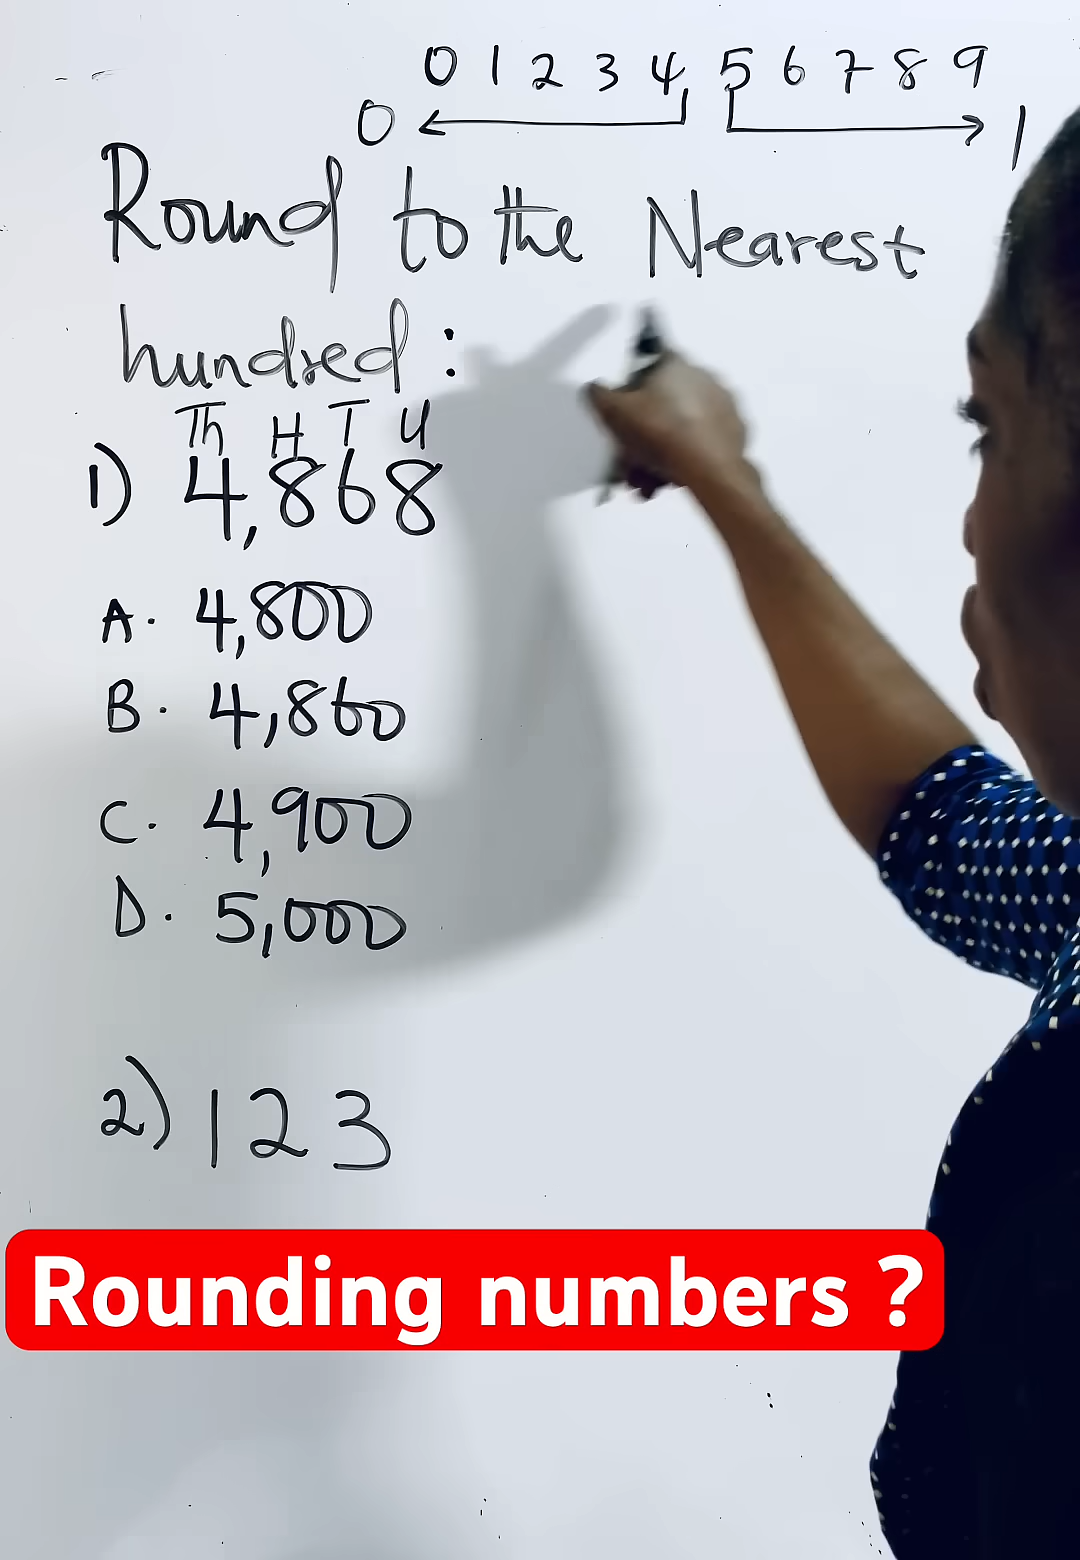 0 1 2 3 4 5 6 7 8 9
0 1
Round to the Nearest
hundred :
Th H T U
1) 4,868
A. 4,800
B. 4,860
C. 4,900
D. 5,000
2) 123
Rounding numbers ?